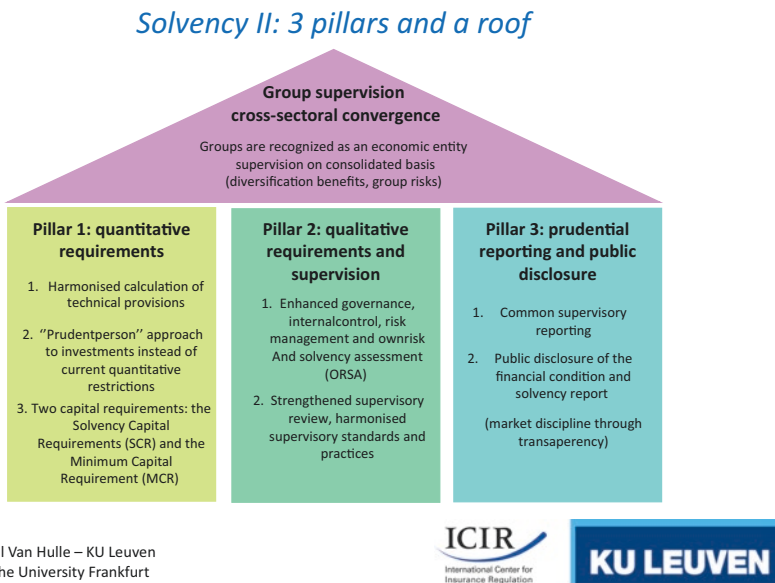 Solvency II: 3 pillars and a roof
Group supervision
cross-sectoral convergence
Groups are recognized as an economic entity
supervision on consolidated basis
(diversification benefits, group risks)
Pillar 1: quantitative
requirements
1. Harmonised calculation of
technical provisions
2. ‘’Prudentperson’’ approach
to investments instead of
current quantitative
restrictions
3. Two capital requirements: the
Solvency Capital
Requirements (SCR) and the
Minimum Capital
Requirement (MCR)
Pillar 2: qualitative
requirements and
supervision
1. Enhanced governance,
internalcontrol, risk
management and ownrisk
And solvency assessment
(ORSA)
2. Strengthened supervisory
review, harmonised
supervisory standards and
practices
Pillar 3: prudential
reporting and public
disclosure
1. Common supervisory
reporting
2. Public disclosure of the
financial condition and
solvency report
(market discipline through
transaperency)
l Van Hulle – KU Leuven
he University Frankfurt
ICIR
International Center for
Insurance Regulation
KU LEUVEN